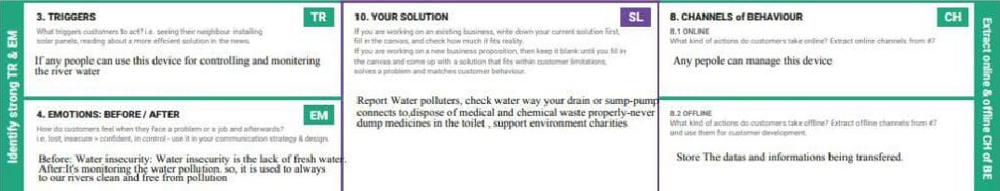 Identify strong TR & EM
3. TRIGGERS
TR
What triggers customers to act? i.e. seeing their neighbour installing
solar panels, reading about a more efficient solution in the news.
If any people can use this device for controlling and monitering
the river water
4. EMOTIONS: BEFORE / AFTER
EM
How do customers feel when they face a problem or a job and afterwards?
i.e. lost, insecure > confident, in control - use it in your communication strategy & design.
Before: Water insecurity: Water insecurity is the lack of fresh water.
After:It's monitoring the water pollution. so, it is used to always
to our rivers clean and free from pollution
10. YOUR SOLUTION
SL
If you are working on an existing business, write down your current solution first,
fill in the canvas, and check how much it fits reality.
If you are working on a new business proposition, then keep it blank until you fill in
the canvas and come up with a solution that fits within customer limitations,
solves a problem and matches customer behaviour.
Report Water polluters, check water way your drain or sump-pump
connects to,dispose of medical and chemical waste properly-never
dump medicines in the toilet , support environment charities
8. CHANNELS of BEHAVIOUR
CH
8.1 ONLINE
What kind of actions do customers take online? Extract online channels from #7
Any pepole can manage this device
8.2 OFFLINE
What kind of actions do customers take offline? Extract offline channels from #7
and use them for customer development.
Store The datas and informations being transfered.
Extract online & offline CH of BE